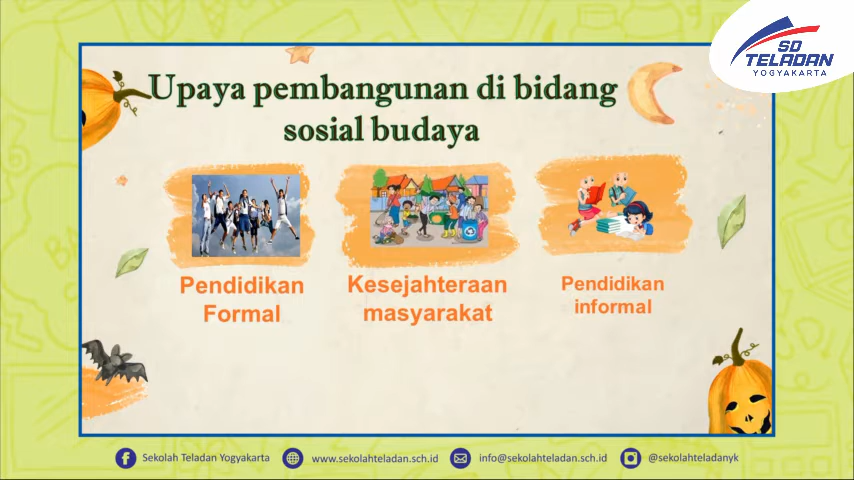 SD
TELADAN
YOGYAKARTA
Upaya pembangunan di bidang
sosial budaya
Pendidikan
Formal
Kesejahteraan
masyarakat
Pendidikan
informal
Sekolah Teladan Yogyakarta
www.sekolahteladan.sch.id
info@sekolahteladan.sch.id
@sekolahteladanyk